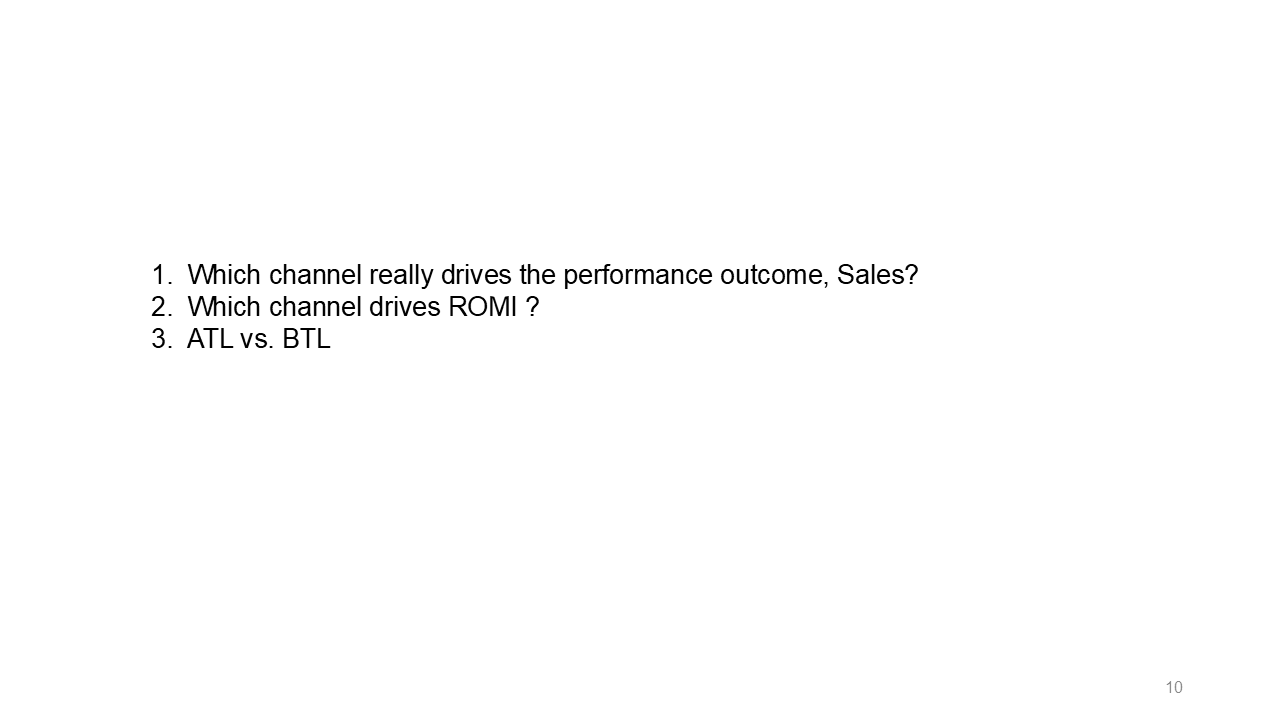 1. Which channel really drives the performance outcome, Sales?
2. Which channel drives ROMI ?
3. ATL vs. BTL
10